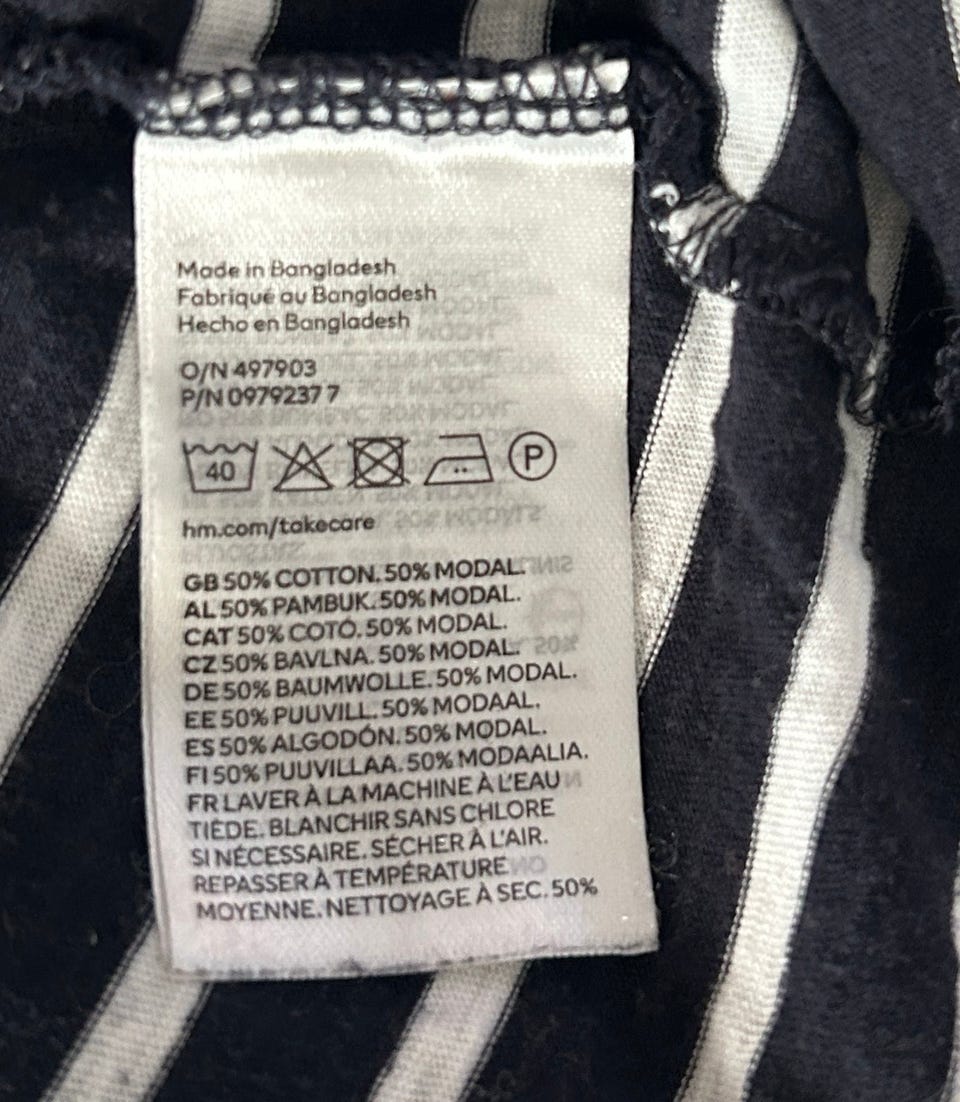 Made in Bangladesh
Fabriqué au Bangladesh
Hecho en Bangladesh
O/N 497903
P/N 0979237 7
40 P
hm.com/takecare
GB 50% COTTON. 50% MODAL.
AL 50% PAMBUK. 50% MODAL.
CAT 50% COTÓ. 50% MODAL.
CZ 50% BAVLNA. 50% MODAL.
DE 50% BAUMWOLLE. 50% MODAL.
EE 50% PUUVILL. 50% MODAAL.
ES 50% ALGODÓN. 50% MODAL.
FI 50% PUUVILLAA. 50% MODAALIA.
FR LAVER À LA MACHINE À L'EAU
TIÈDE. BLANCHIR SANS CHLORE
SI NÉCESSAIRE. SÉCHER À L'AIR.
REPASSER À TEMPÉRATURE
MOYENNE. NETTOYAGE À SEC. 50%